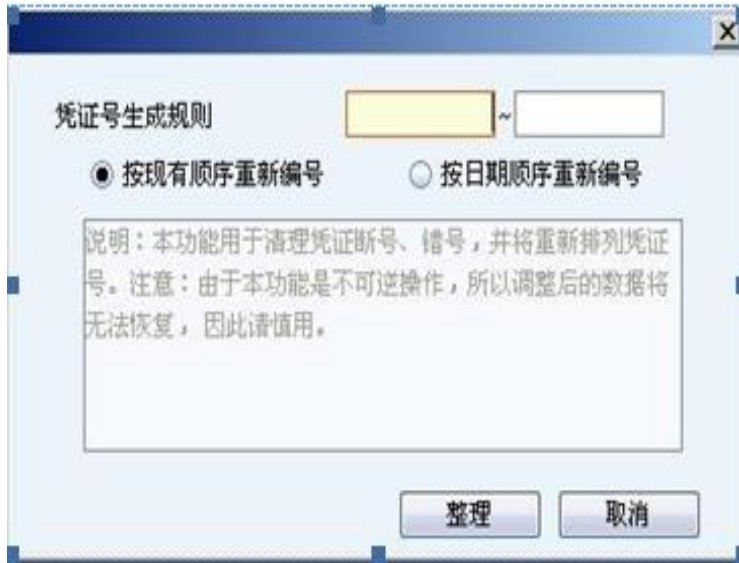 凭证号生成规则 ~
按现有顺序重新编号 按日期顺序重新编号
说明：本功能用于清理凭证断号、错号，并将重新排列凭证
号。注意：由于本功能是不可逆操作，所以调整后的数据将
无法恢复，因此请慎用。
整理 取消